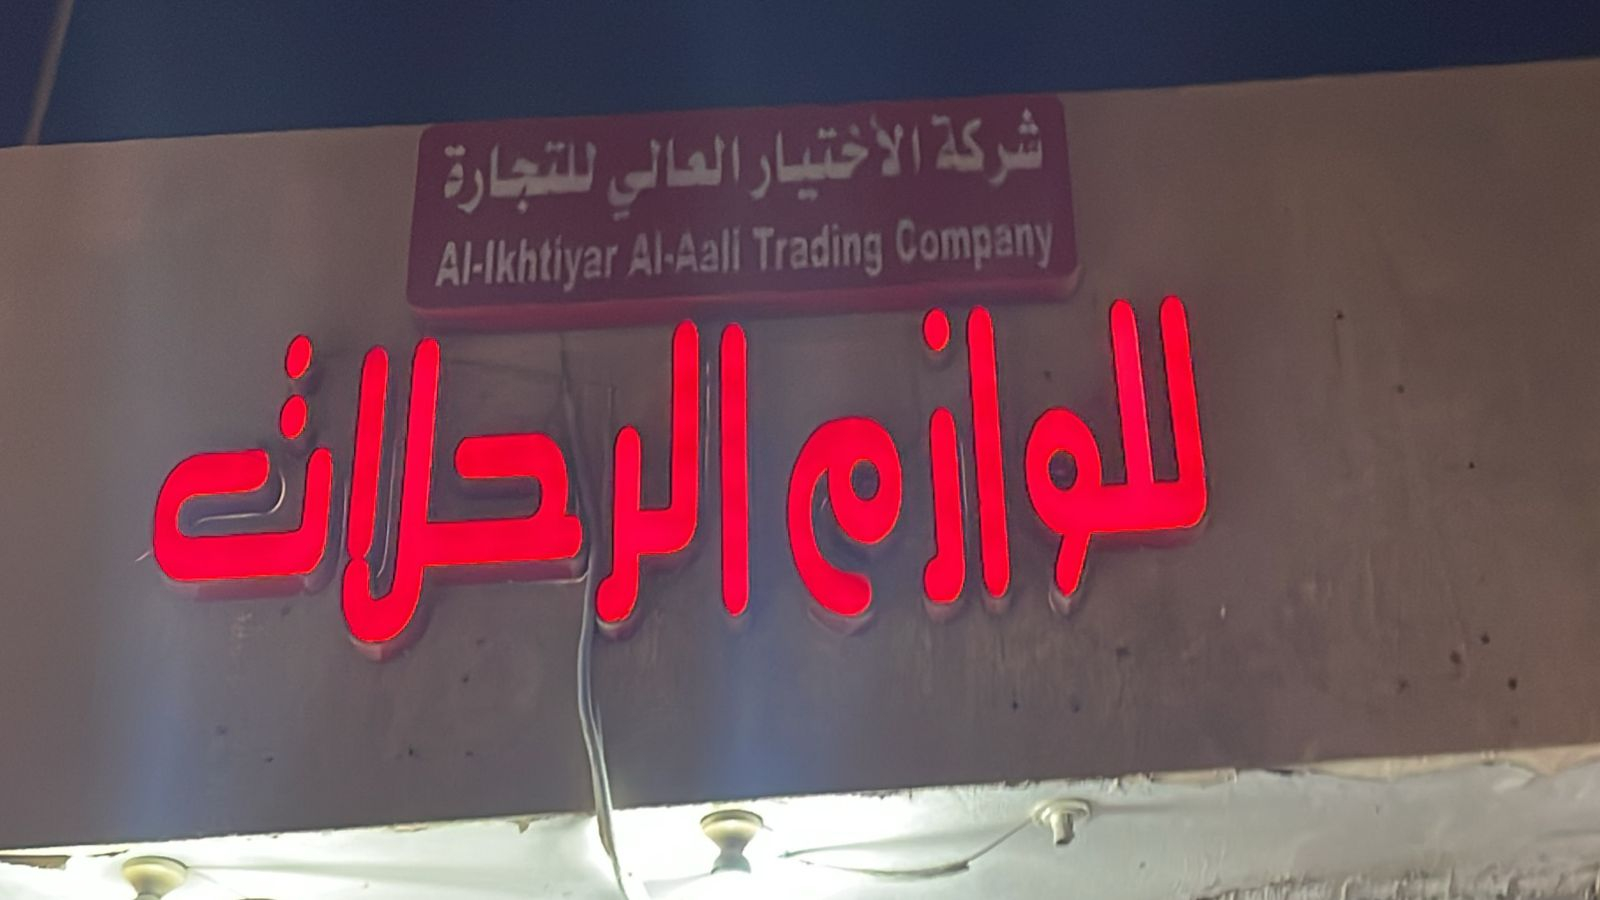 شركة الأختيار العالي للتجارة
Al-Ikhtiyar Al-Aali Trading Company
للوازم الرحلات